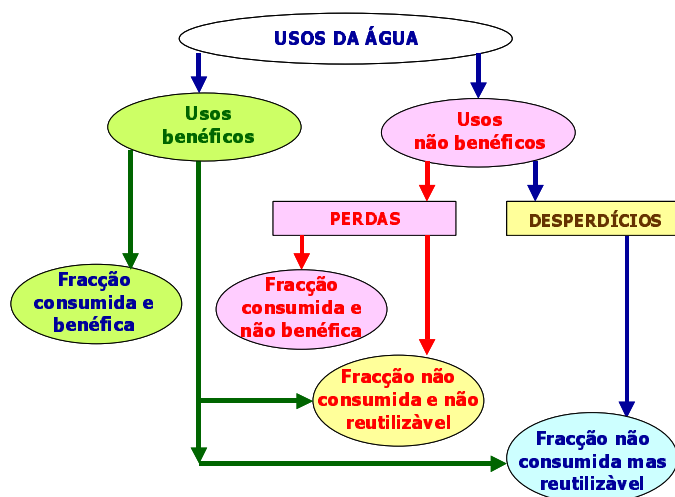 USOS DA ÁGUA
Usos
benéficos
Usos
não benéficos
PERDAS
DESPERDÍCIOS
Fracção
consumida e
benéfica
Fracção
consumida e
não benéfica
Fracção não
consumida e não
reutilizàvel
Fracção não
consumida mas
reutilizàvel